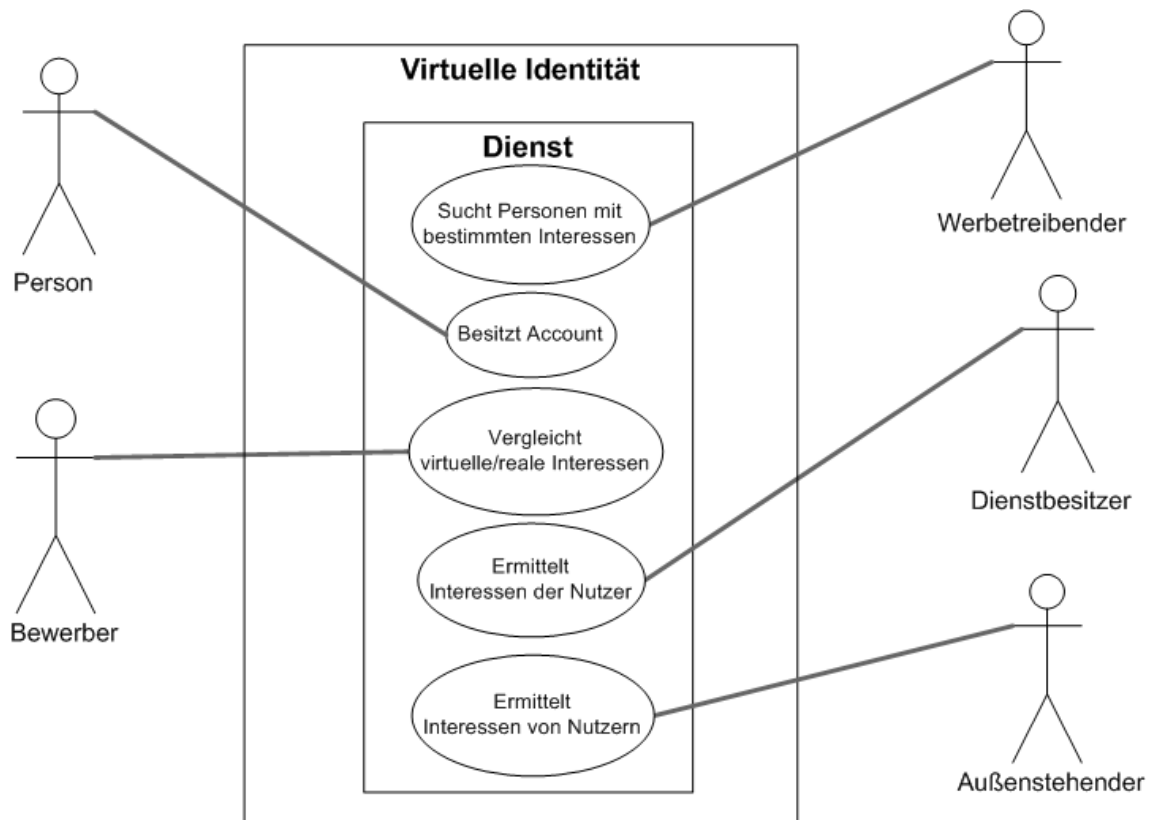 Virtuelle Identität
Dienst
Sucht Personen mit
bestimmten Interessen
Werbetreibender
Person
Besitzt Account
Vergleicht
virtuelle/reale Interessen
Dienstbesitzer
Ermittelt
Interessen der Nutzer
Bewerber
Ermittelt
Interessen von Nutzern
Außenstehender